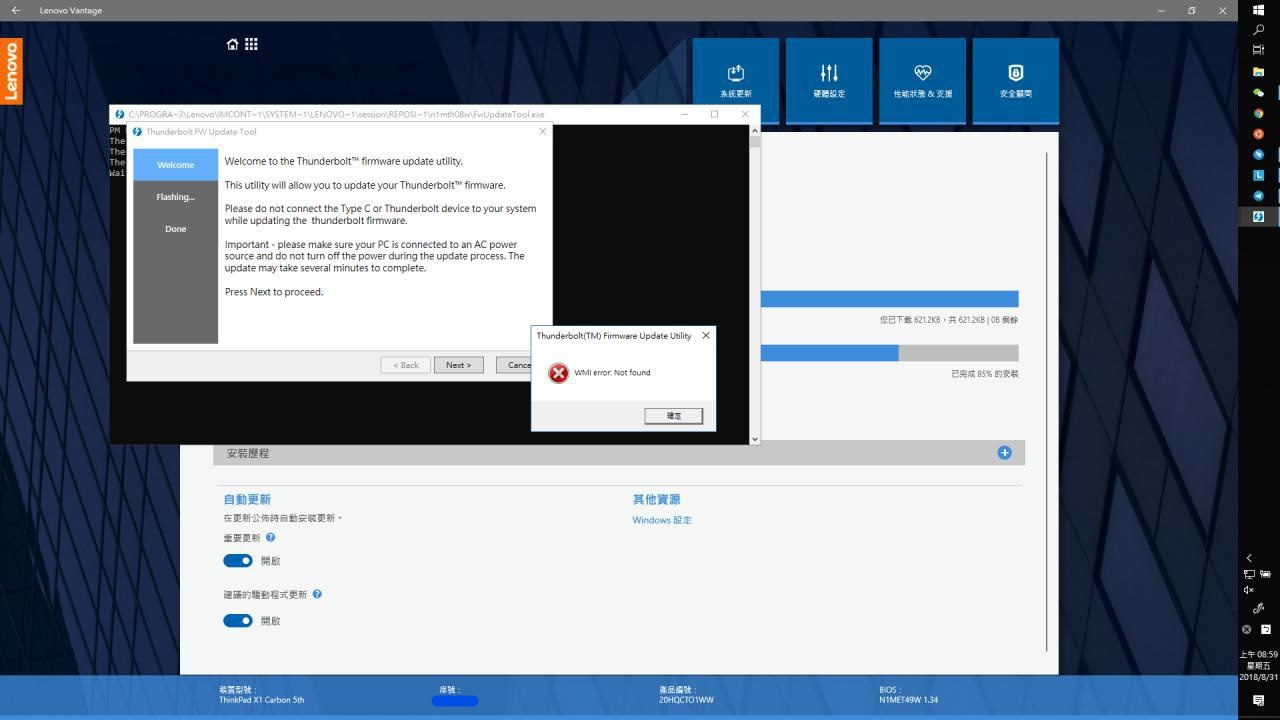 Lenovo Vantage
Lenovo
系統更新
硬體設定
性能狀態 & 支援
安全顧問
C:\PROGRA~3\Lenovo\IMCONT~1\SYSTEM~1\LENOVO~1\session\REPOSI~1\n1mth08w\FwUpdateTool.exe
PM
The
The
The
Wai
Thunderbolt FW Update Tool
Welcome
Flashing...
Done
Welcome to the Thunderbolt™ firmware update utility.
This utility will allow you to update your Thunderbolt™ firmware.
Please do not connect the Type C or Thunderbolt device to your system
while updating the thunderbolt firmware.
Important - please make sure your PC is connected to an AC power
source and do not turn off the power during the update process. The
update may take several minutes to complete.
Press Next to proceed.
< Back
Next >
Cance
Thunderbolt(TM) Firmware Update Utility
WMI error: Not found
確定
您已下載 621.2KB，共 621.2KB | 0B 剩餘
已完成 85% 的安裝
安裝歷程
自動更新
在更新公佈時自動安裝更新。
重要更新
開啟
建議的驅動程式更新
開啟
其他資源
Windows 設定
裝置型號：
ThinkPad X1 Carbon 5th
序號：
產品編號：
20HQCTO1WW
BIOS：
N1MET49W 1.34
上午 08:59
星期五
2018/8/31